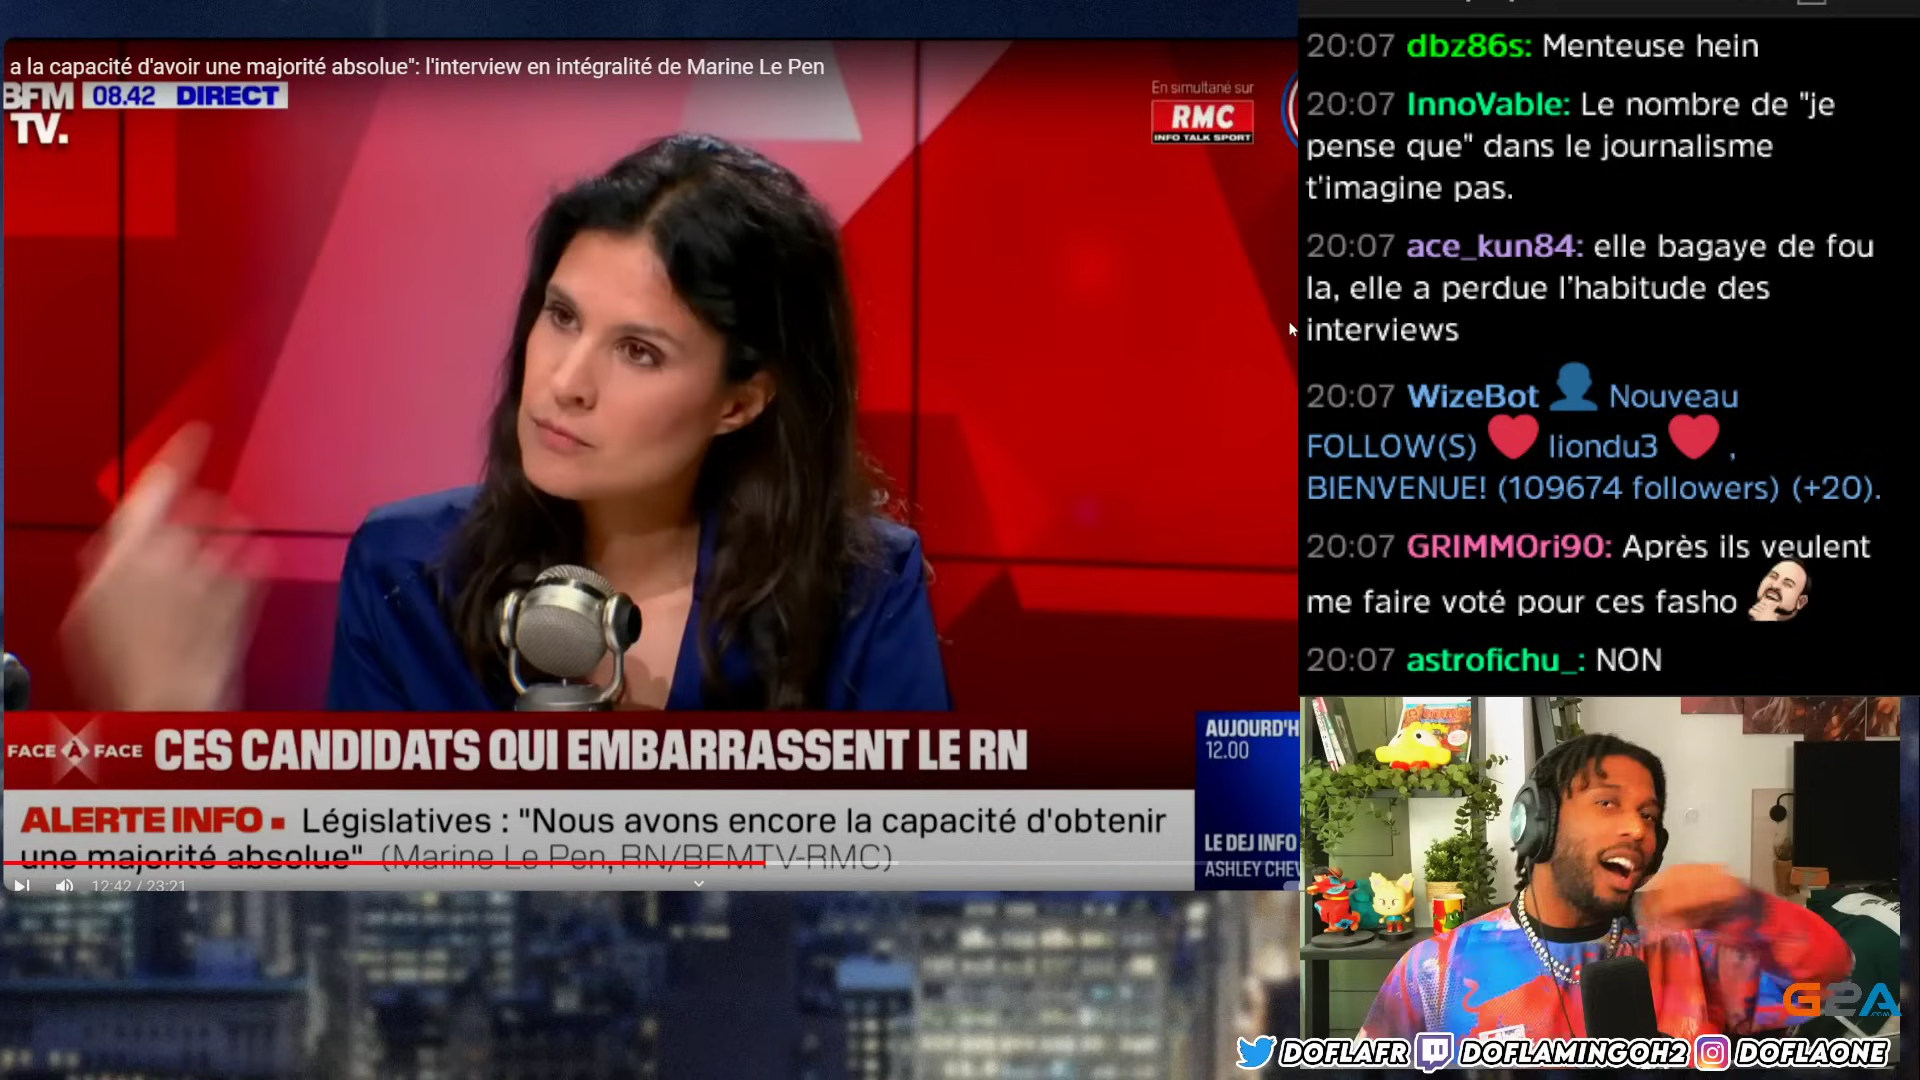 a la capacité d'avoir une majorité absolue": l'interview en intégralité de Marine Le Pen
BFM
TV.
08.42 DIRECT
En simultané sur
RMC
INFO TALK SPORT
FACE À FACE
CES CANDIDATS QUI EMBARRASSENT LE RN
ALERTE INFO ▪ Législatives : "Nous avons encore la capacité d'obtenir
une majorité absolue" (Marine Le Pen, RN/BFMTV-RMC)
AUJOURD'H
12.00
LE DEJ INFO
ASHLEY CHEV
12:42 / 23:21
20:07 dbz86s: Menteuse hein
20:07 InnoVable: Le nombre de "je
pense que" dans le journalisme
t'imagine pas.
20:07 ace_kun84: elle bagaye de fou
la, elle a perdue l'habitude des
interviews
20:07 WizeBot 👤 Nouveau
FOLLOW(S) ❤ liondu3 ❤ ,
BIENVENUE! (109674 followers) (+20).
20:07 GRIMMOri90: Après ils veulent
me faire voté pour ces fasho
20:07 astrofichu_: NON
G2A
.COM
DOFLAFR DOFLAMINGOH2 DOFLAONE